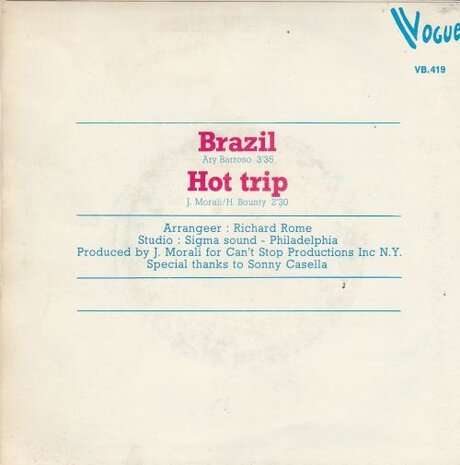 VOGUE
VB.419
Brazil
Ary Barroso 3'35
Hot trip
J. Morali/H. Bounty 2'30
Arrangeer : Richard Rome
Studio : Sigma sound - Philadelphia
Produced by J. Morali for Can't Stop Productions Inc N.Y.
Special thanks to Sonny Casella